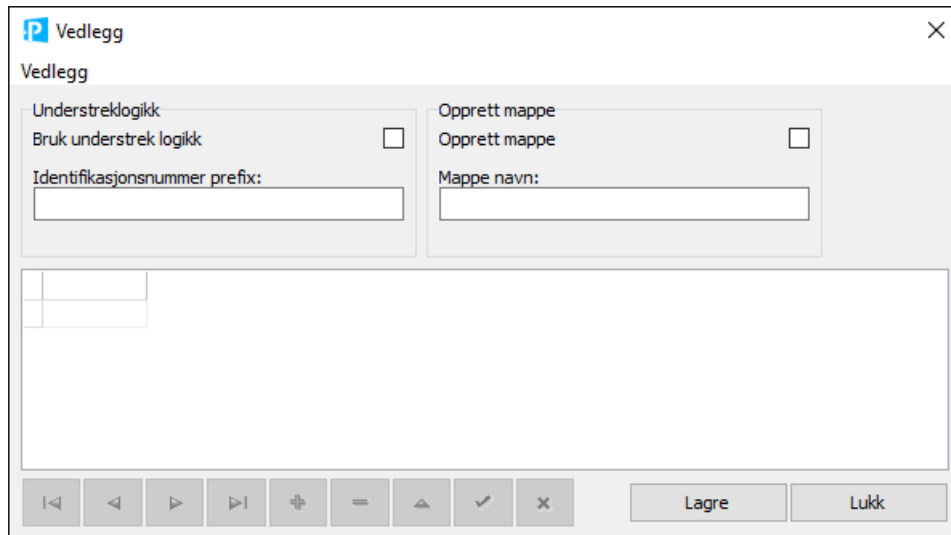 Vedlegg
Vedlegg
Understreklogikk
Bruk understrek logikk
Identifikasjonsnummer prefix:
Opprett mappe
Opprett mappe
Mappe navn:
Lagre
Lukk